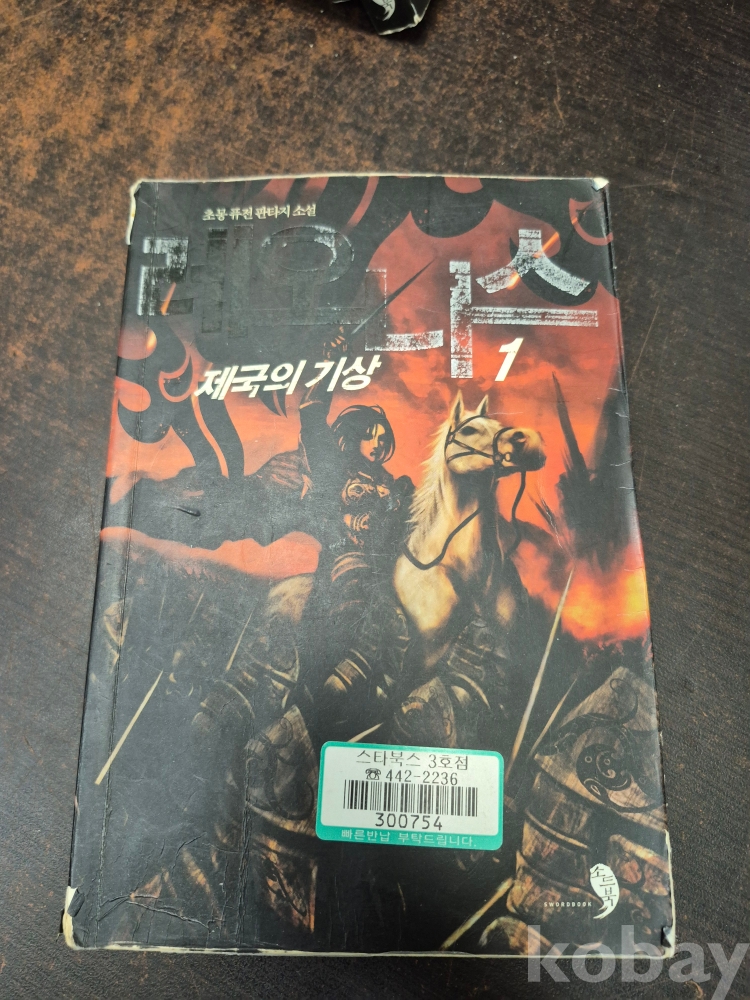 초롱 퓨전 판타지 소설
레오니스
1
제국의 기상
스타북스 3호점
☎ 442-2236
300754
빠른반납 부탁드립니다.
소드북
SWORDBOOK
kobay